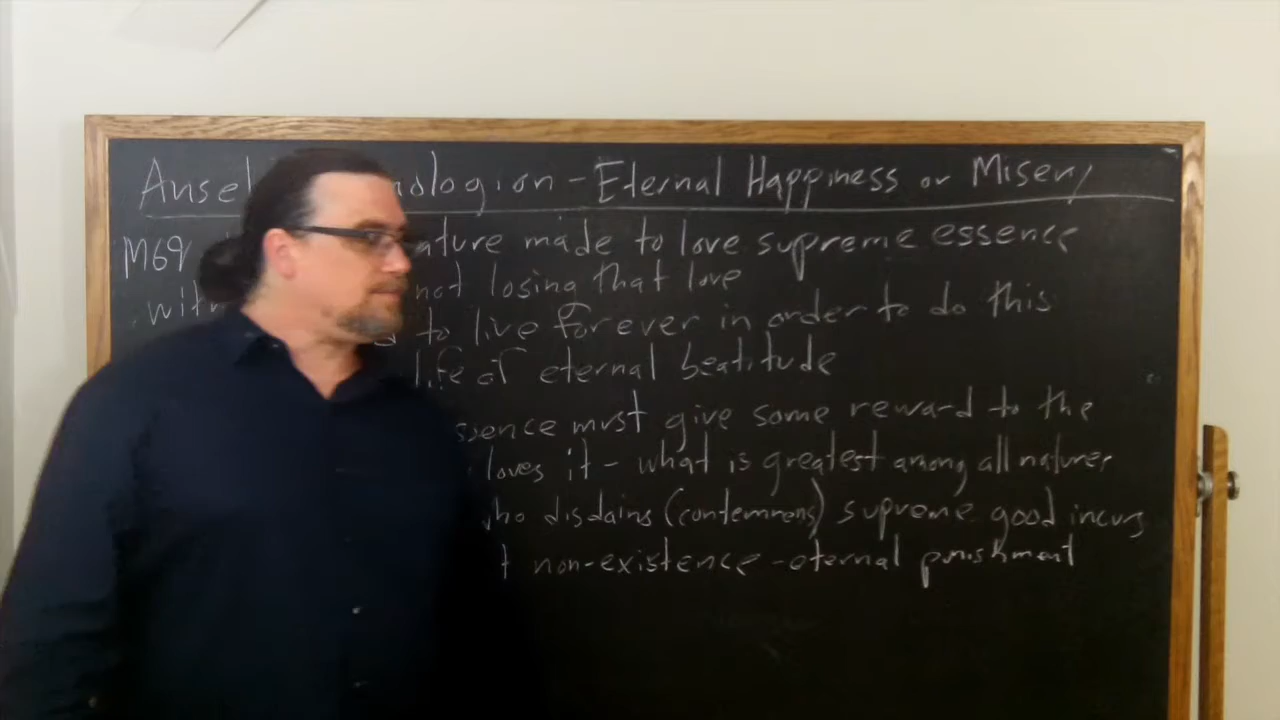 Ansel ologion - Eternal Happiness or Misery
M69 ature made to love supreme essence
with not losing that love
to live forever in order to do this
life of eternal beatitude
ssence must give some reward to the
loves it - what is greatest among all natures
who disdains (contemnens) supreme good incurs
t non-existence - eternal punishment